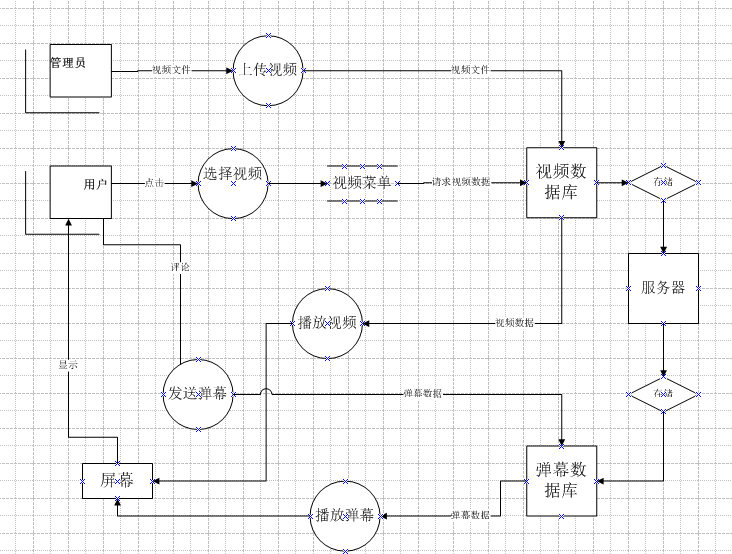 管理员
视频文件
上传视频
视频文件
用户
点击
选择视频
视频菜单
请求视频数据
视频数
据库
存储
评论
服务器
播放视频
视频数据
显示
发送弹幕
弹幕数据
存储
屏幕
播放弹幕
弹幕数据
弹幕数
据库